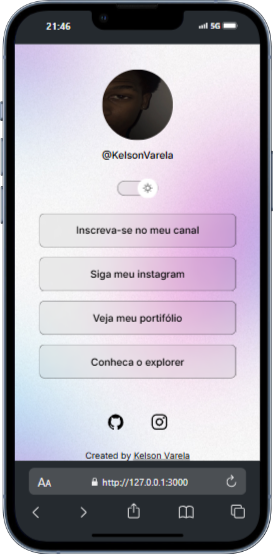 21:46
5G
@KelsonVarela
Inscreva-se no meu canal
Siga meu instagram
Veja meu portifólio
Conheca o explorer
Created by Kelson Varela
AA
http://127.0.0.1:3000